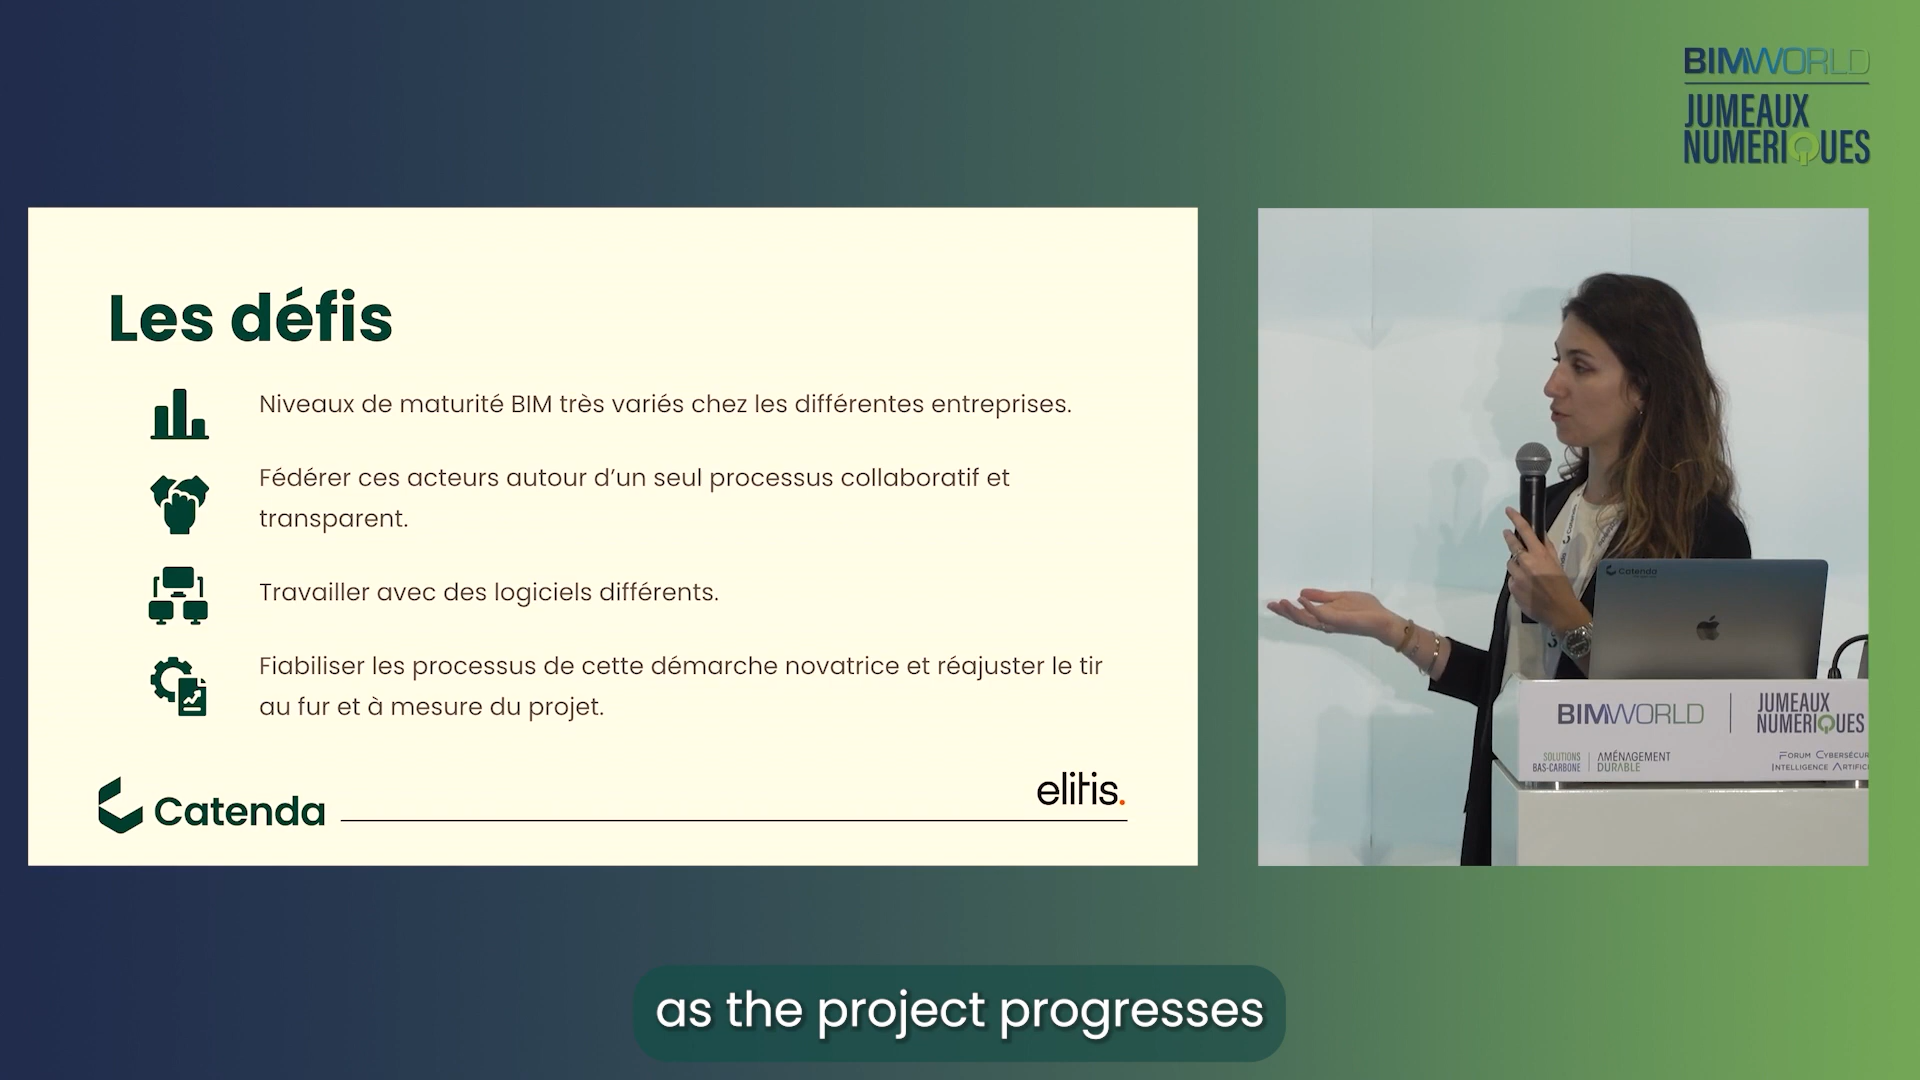 BIMWORLD
JUMEAUX
NUMERIQUES
Les défis
Niveaux de maturité BIM très variés chez les différentes entreprises.
Fédérer ces acteurs autour d’un seul processus collaboratif et
transparent.
Travailler avec des logiciels différents.
Fiabiliser les processus de cette démarche novatrice et réajuster le tir
au fur et à mesure du projet.
Catenda
elitis.
Catenda
BIMWORLD
JUMEAUX
NUMERIQUES
SOLUTIONS
BAS-CARBONE
AMÉNAGEMENT
DURABLE
FORUM
INTELLIGENCE
as the project progresses